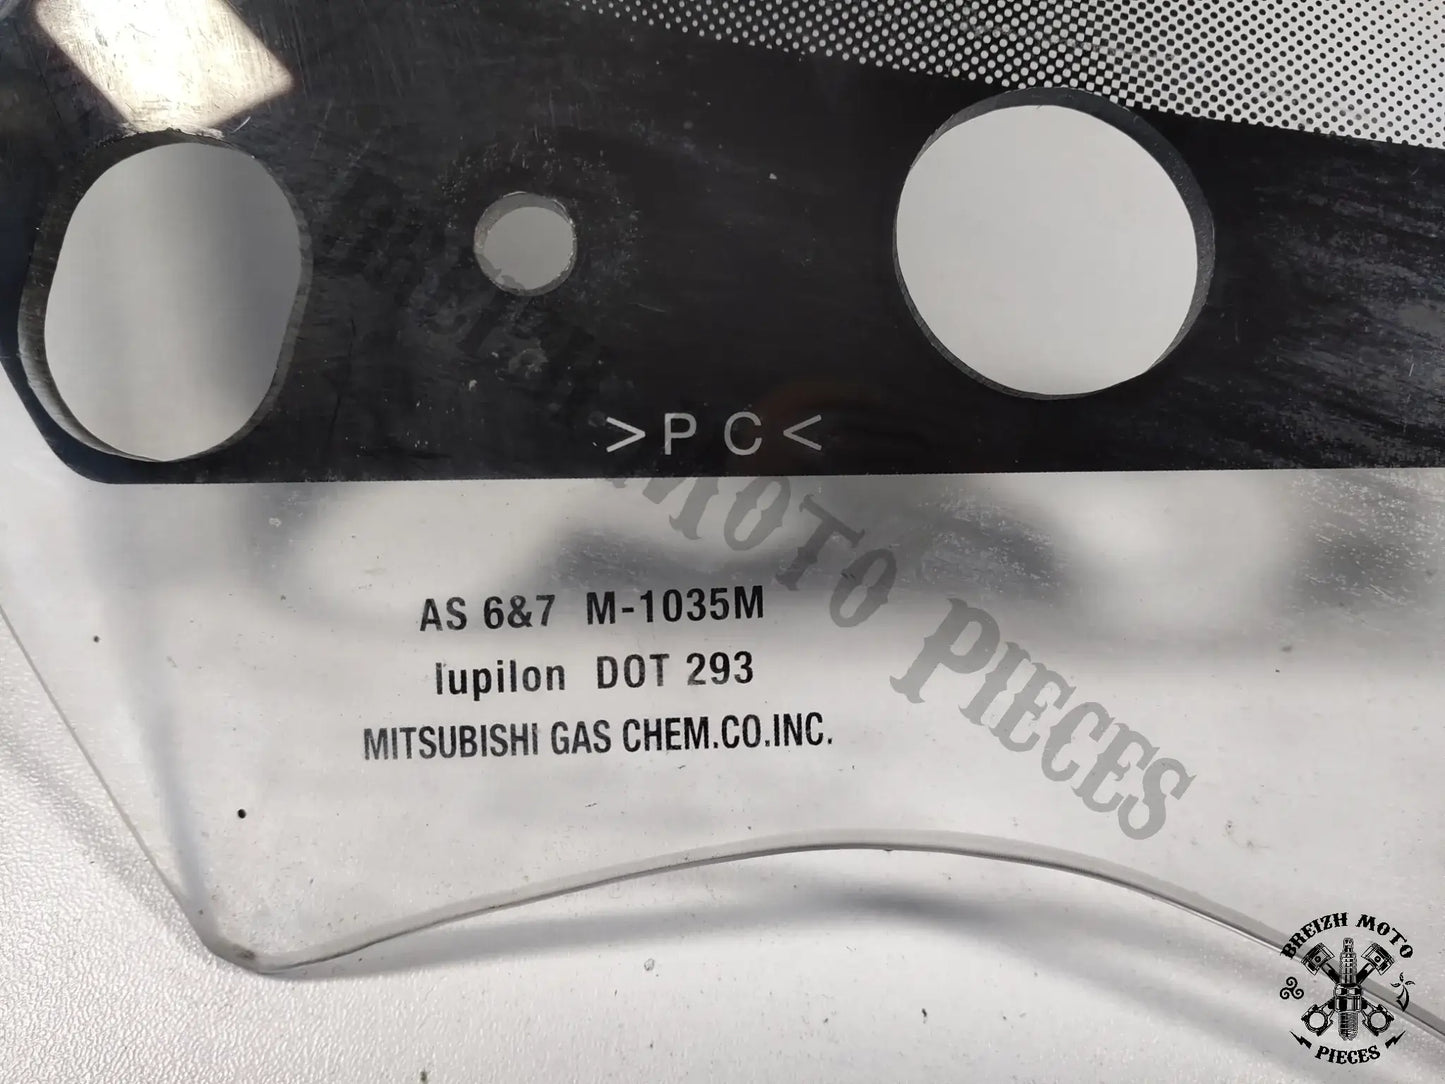 >PC<
AS 6&7 M-1035M
Iupilon DOT 293
MITSUBISHI GAS CHEM.CO.INC.
BREIZH MOTO PIECES
BREIZH MOTO
PIECES